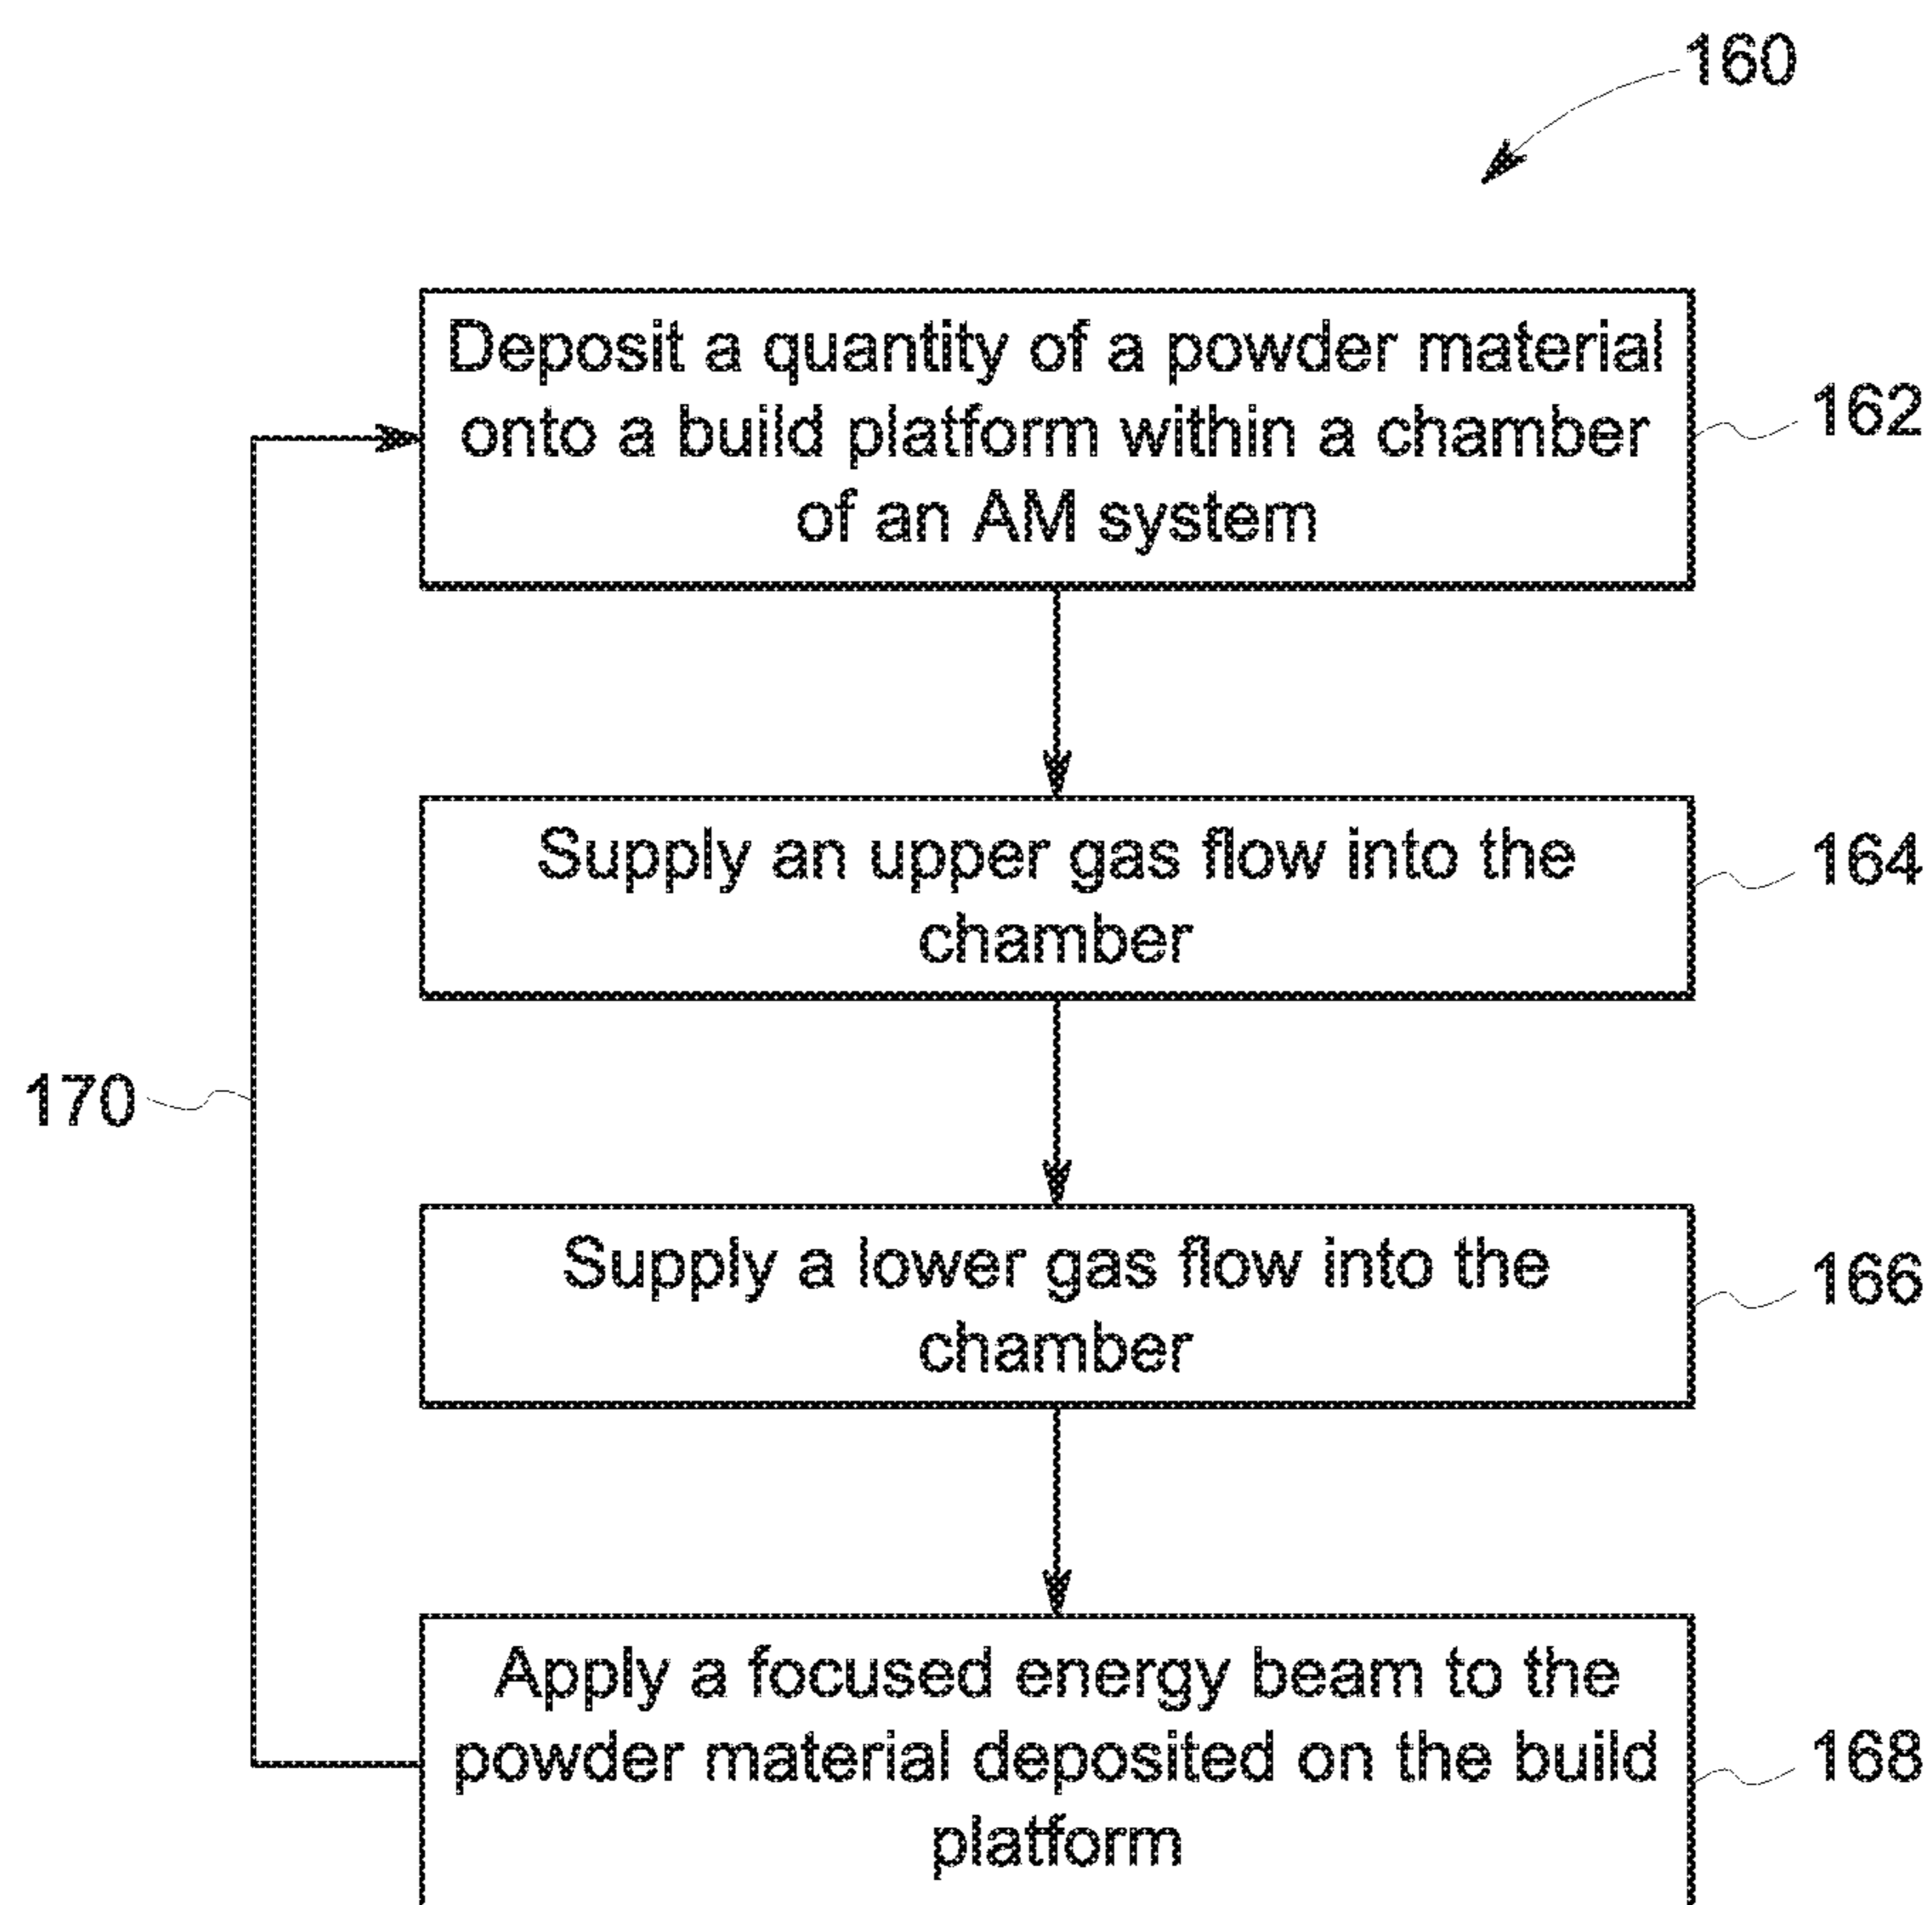 160
Deposit a quantity of a powder material
onto a build platform within a chamber
of an AM system
162
Supply an upper gas flow into the
chamber
164
170
Supply a lower gas flow into the
chamber
166
Apply a focused energy beam to the
powder material deposited on the build
platform
168